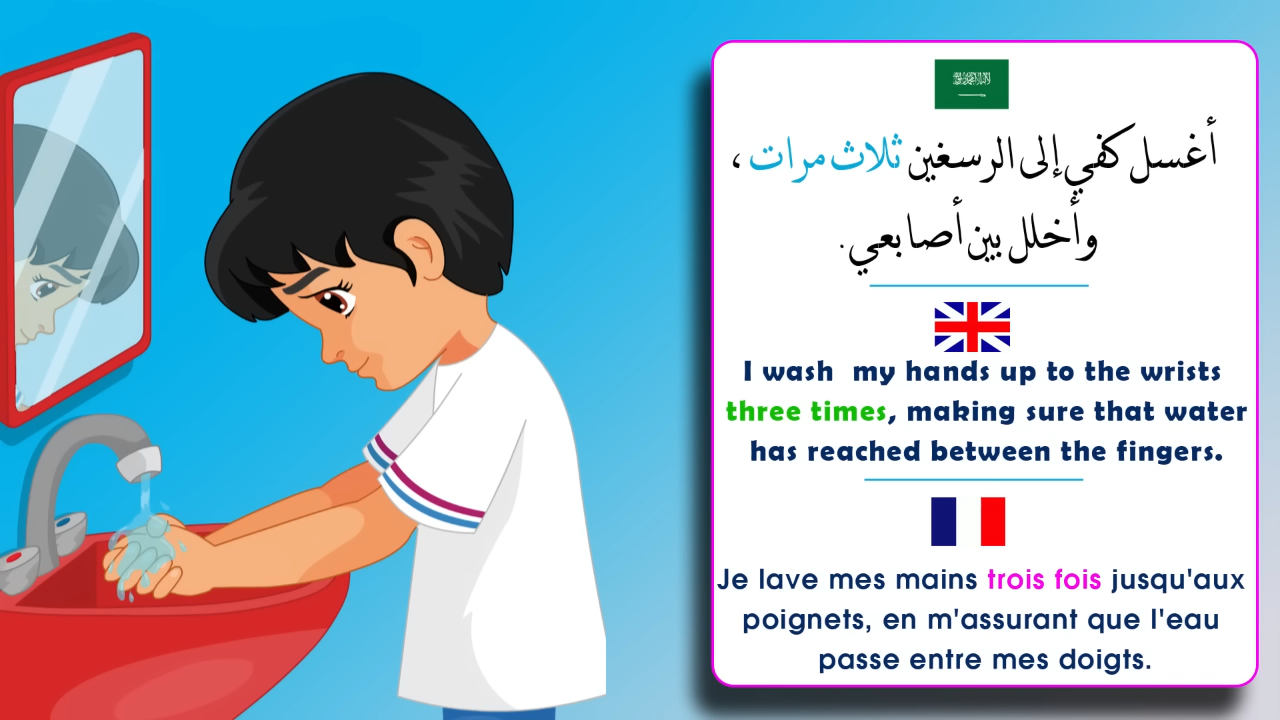 أغسل كفي إلى الرسغين ثلاث مرات ،
وأخلل بين أصابعي .
I wash my hands up to the wrists
three times, making sure that water
has reached between the fingers.
Je lave mes mains trois fois jusqu'aux
poignets, en m'assurant que l'eau
passe entre mes doigts.